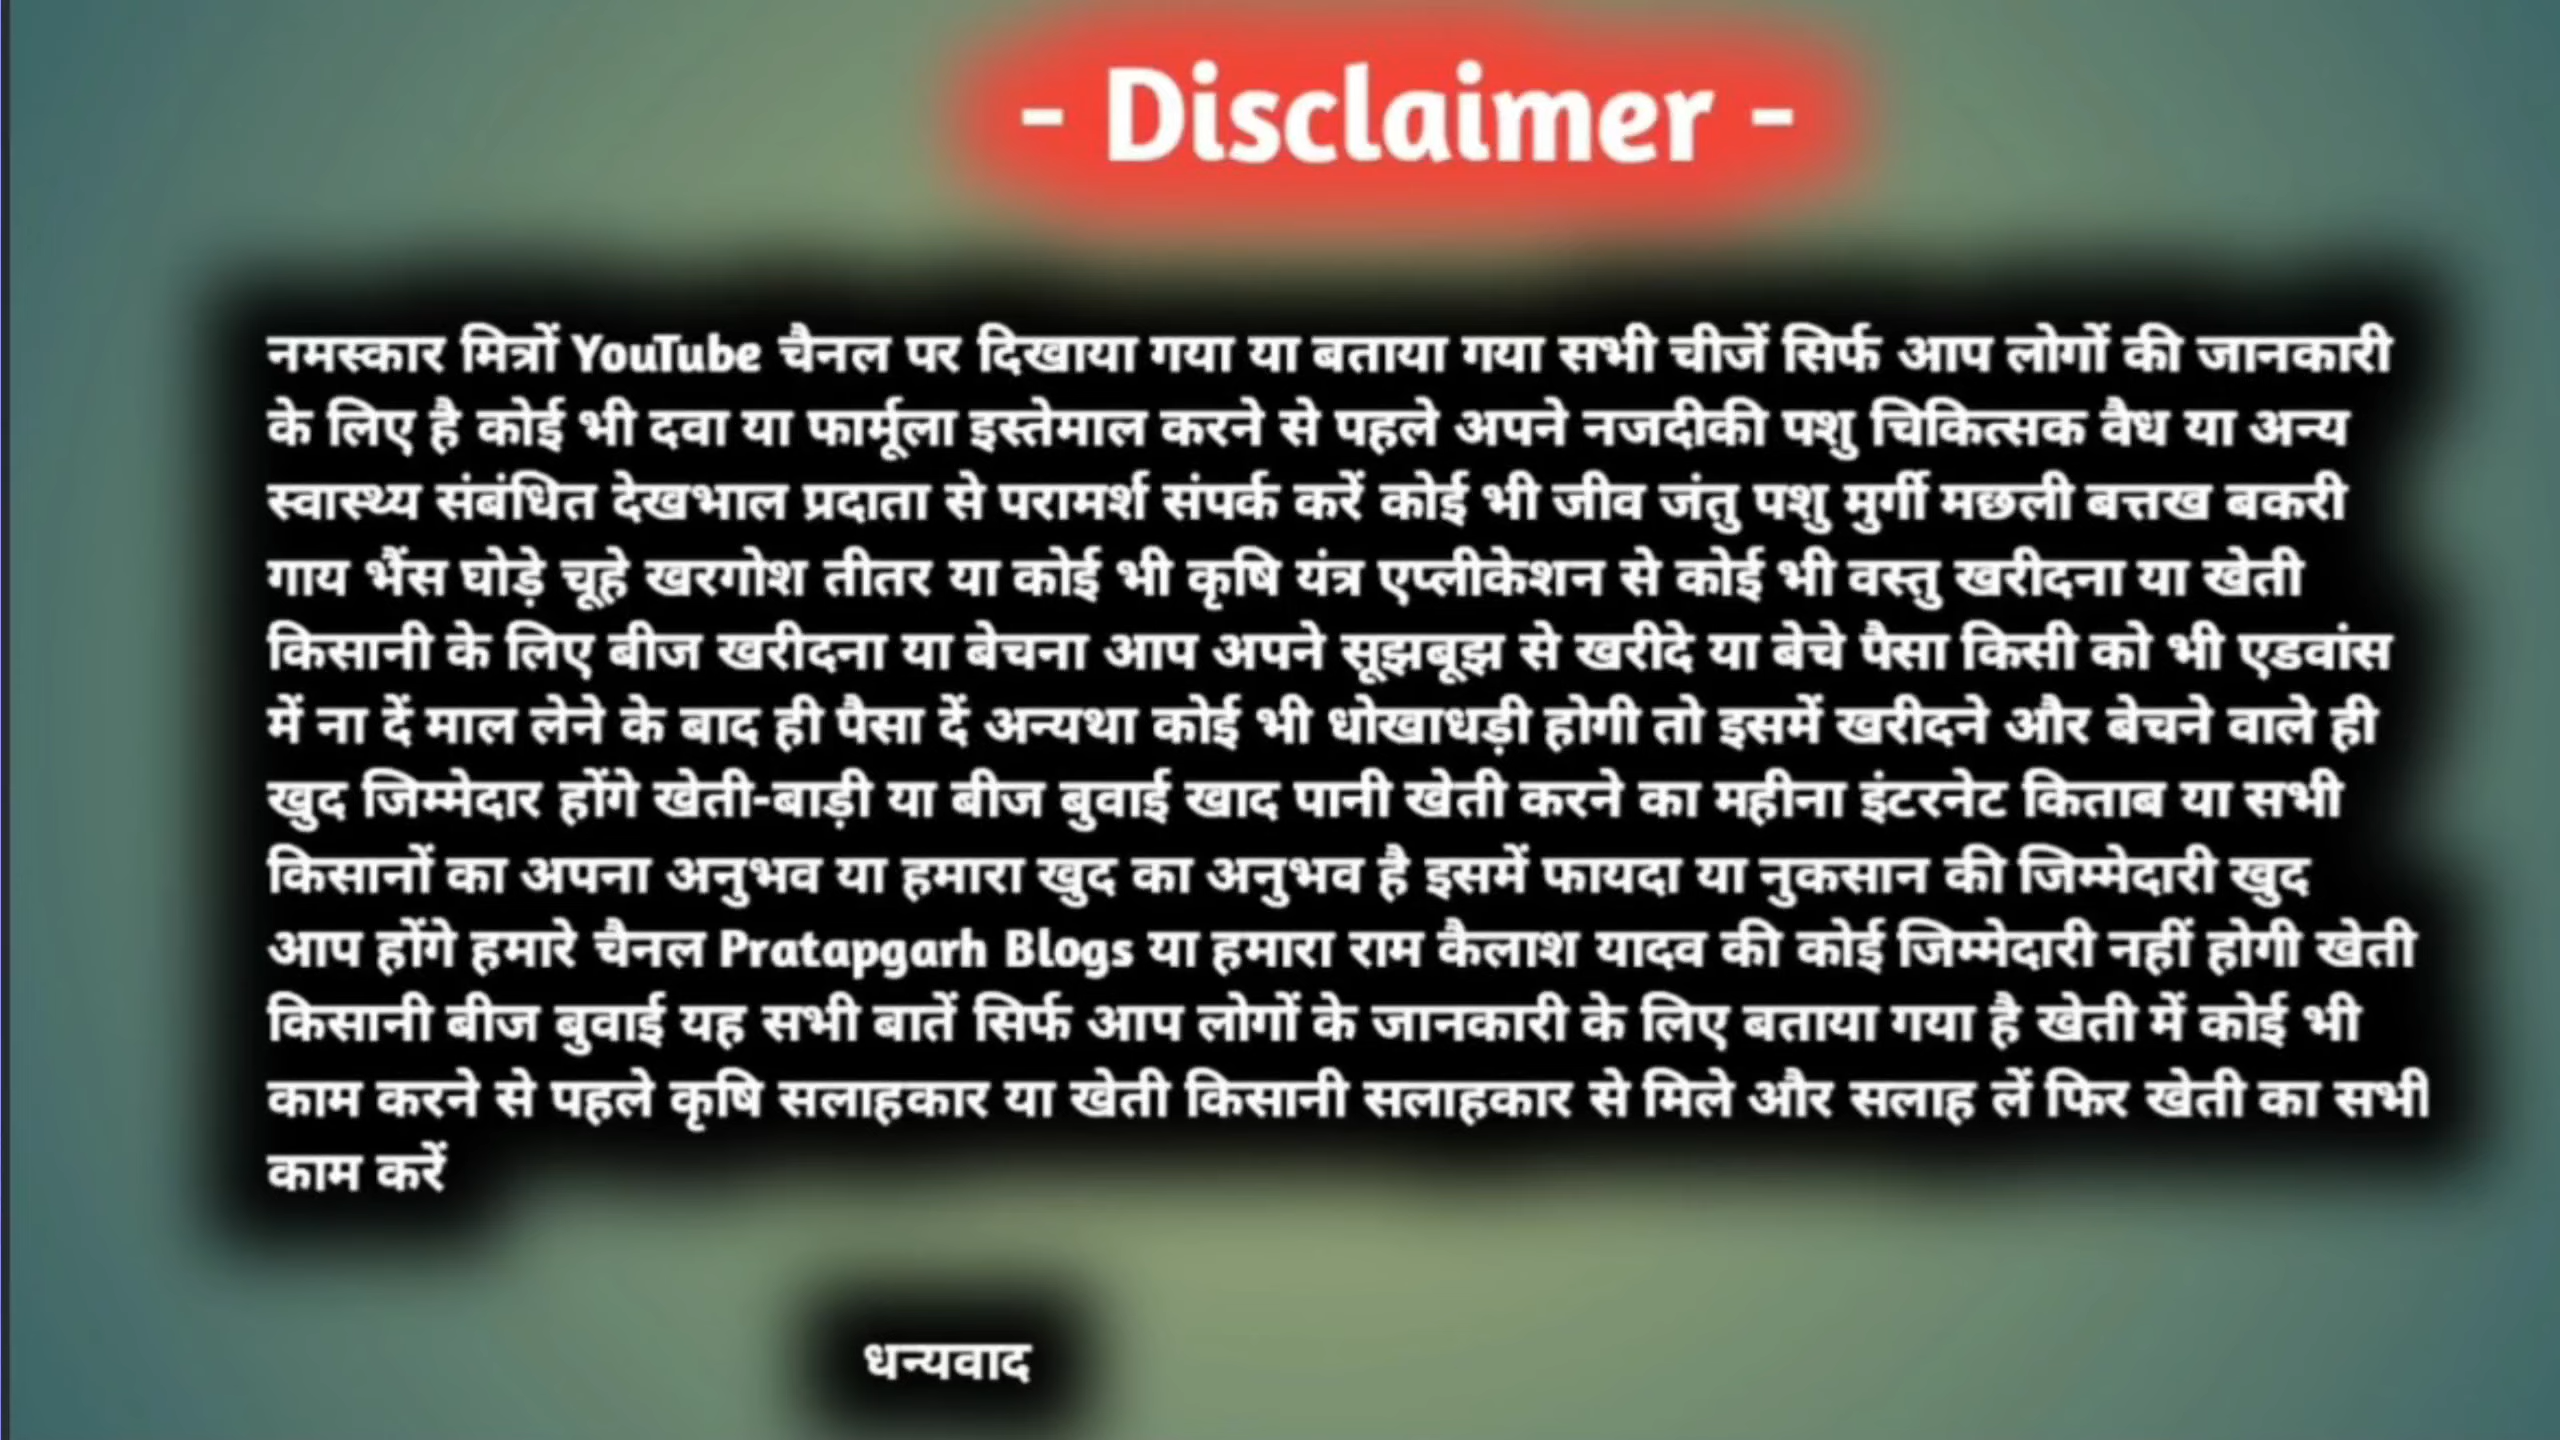 - Disclaimer -
नमस्कार मित्रों YouTube चैनल पर दिखाया गया या बताया गया सभी चीजें सिर्फ आप लोगों की जानकारी
के लिए है कोई भी दवा या फार्मूला इस्तेमाल करने से पहले अपने नजदीकी पशु चिकित्सक वैध या अन्य
स्वास्थ्य संबंधित देखभाल प्रदाता से परामर्श संपर्क करें कोई भी जीव जंतु पशु मुर्गी मछली बत्तख बकरी
गाय भैंस घोड़े चूहे खरगोश तीतर या कोई भी कृषि यंत्र एप्लीकेशन से कोई भी वस्तु खरीदना या खेती
किसानी के लिए बीज खरीदना या बेचना आप अपने सूझबूझ से खरीदे या बेचे पैसा किसी को भी एडवांस
में ना दें माल लेने के बाद ही पैसा दें अन्यथा कोई भी धोखाधड़ी होगी तो इसमें खरीदने और बेचने वाले ही
खुद जिम्मेदार होंगे खेती-बाड़ी या बीज बुवाई खाद पानी खेती करने का महीना इंटरनेट किताब या सभी
किसानों का अपना अनुभव या हमारा खुद का अनुभव है इसमें फायदा या नुकसान की जिम्मेदारी खुद
आप होंगे हमारे चैनल Pratapgarh Blogs या हमारा राम कैलाश यादव की कोई जिम्मेदारी नहीं होगी खेती
किसानी बीज बुवाई यह सभी बातें सिर्फ आप लोगों के जानकारी के लिए बताया गया है खेती में कोई भी
काम करने से पहले कृषि सलाहकार या खेती किसानी सलाहकार से मिले और सलाह लें फिर खेती का सभी
काम करें
धन्यवाद